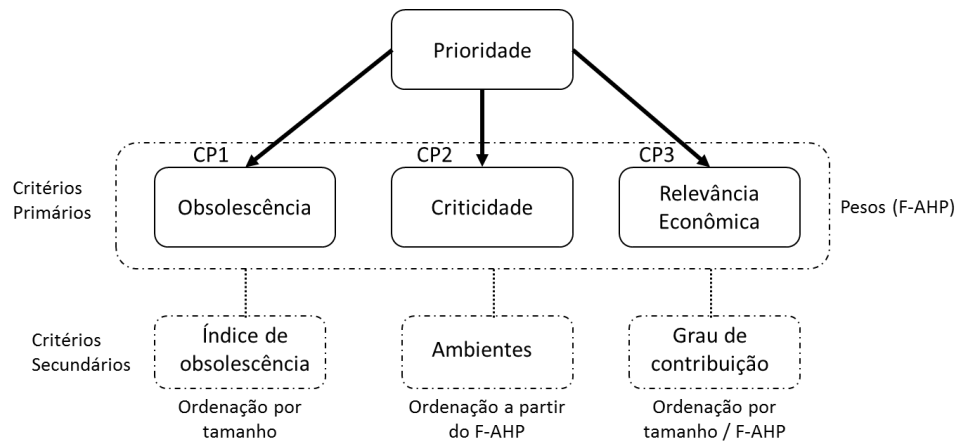 Prioridade
CP1
CP2
CP3
Critérios
Primários
Obsolescência
Criticidade
Relevância
Econômica
Pesos (F-AHP)
Critérios
Secundários
Índice de
obsolescência
Ambientes
Grau de
contribuição
Ordenação por
tamanho
Ordenação a partir
do F-AHP
Ordenação por
tamanho / F-AHP